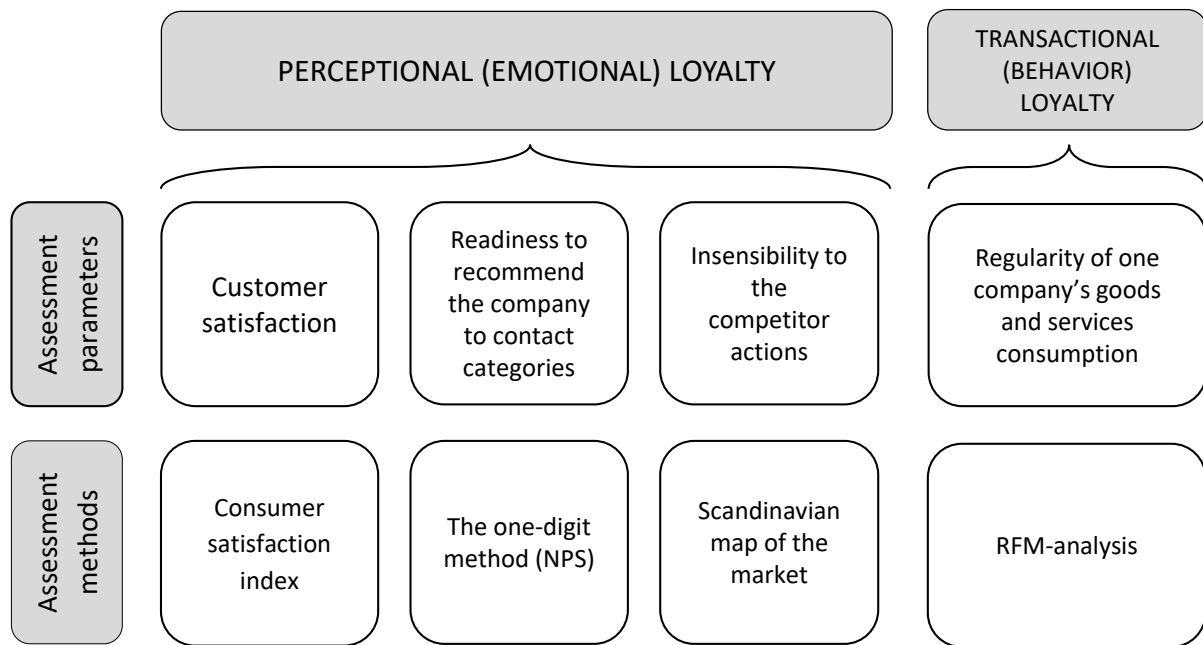 PERCEPTIONAL (EMOTIONAL) LOYALTY
TRANSACTIONAL
(BEHAVIOR)
LOYALTY
Assessment
parameters
Customer
satisfaction
Readiness to
recommend
the company
to contact
categories
Insensibility to
the
competitor
actions
Regularity of one
company’s goods
and services
consumption
Assessment
methods
Consumer
satisfaction
index
The one-digit
method (NPS)
Scandinavian
map of the
market
RFM-analysis